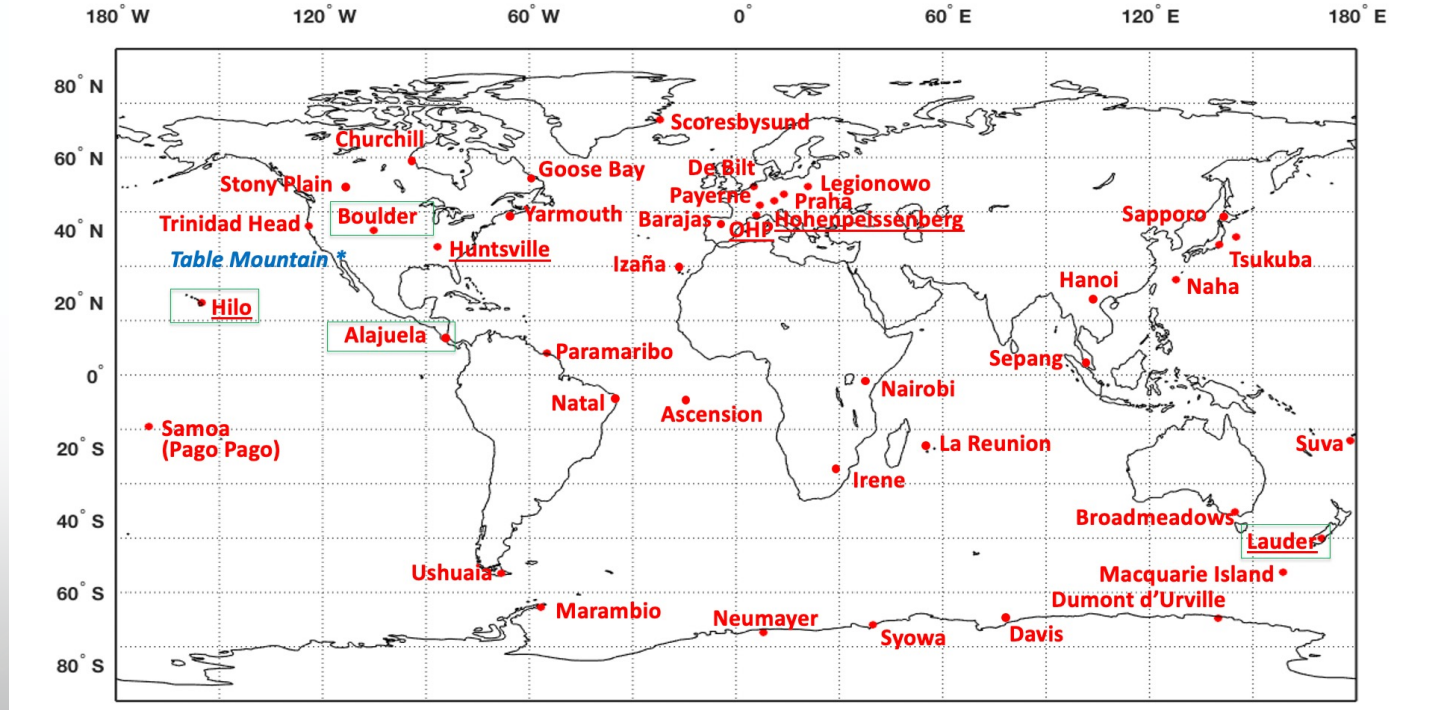 180° W 120° W 60° W 0° 60° E 120° E 180° E
80° N
Scoresbysund
Churchill
60° N
De Bilt
Goose Bay
Stony Plain
Legionowo
Payerne
Praha
Boulder
Yarmouth
Sapporo
Trinidad Head
Barajas
Hohenpeissenberg
40° N
OHP
Huntsville
Table Mountain *
Tsukuba
Izaña
Hanoi
Naha
20° N
Hilo
Alajuela
Paramaribo
Sepang
0°
Nairobi
Natal
Ascension
Samoa
(Pago Pago)
La Reunion
Suva
20° S
Irene
Broadmeadows
40° S
Lauder
Ushuaia
Macquarie Island
60° S
Dumont d’Urville
Marambio
Neumayer
Syowa
Davis
80° S